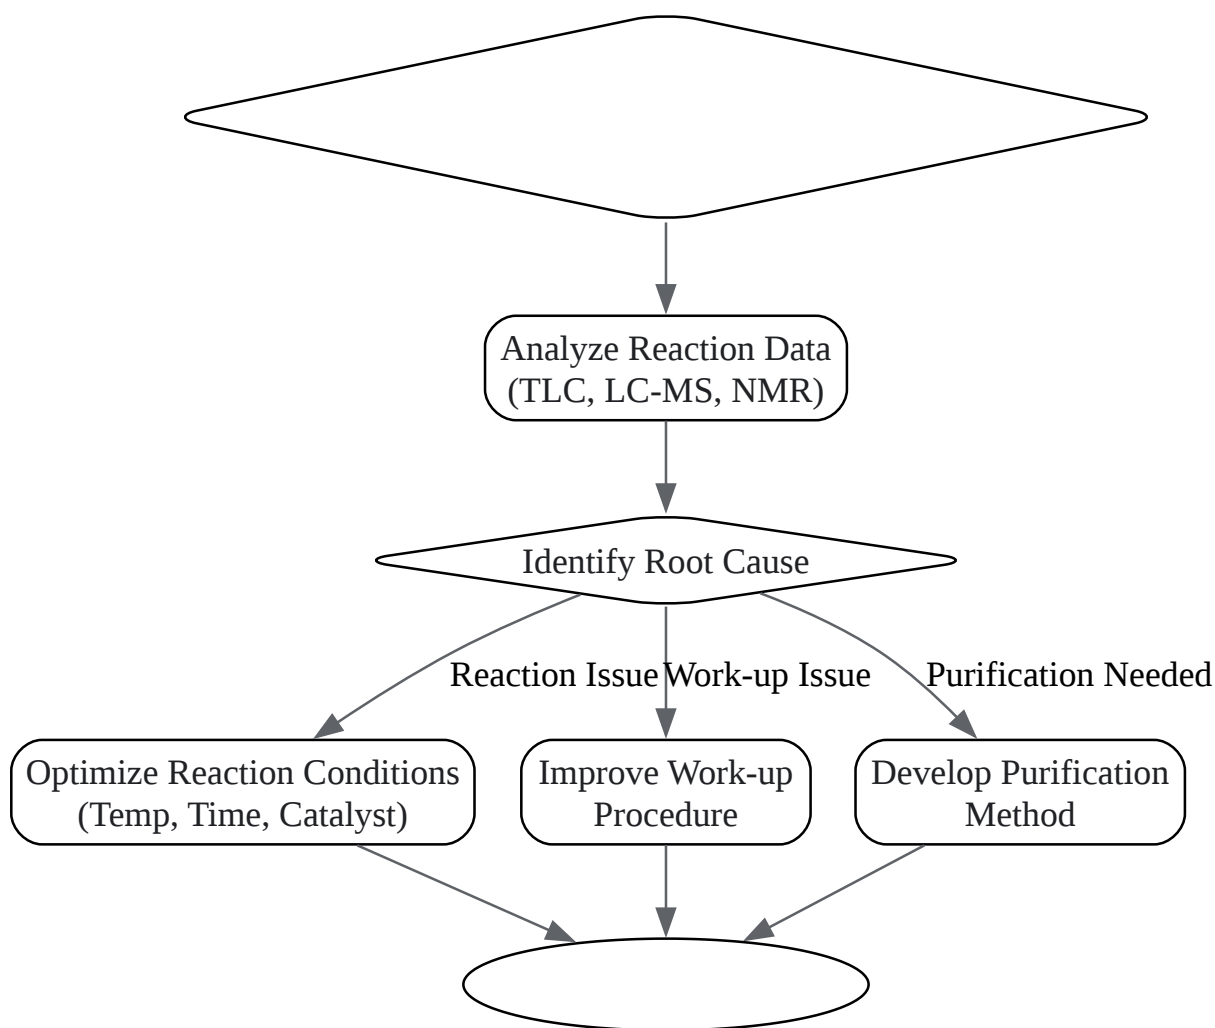 Analyze Reaction Data
(TLC, LC-MS, NMR)
Identify Root Cause
Reaction Issue
Work-up Issue
Purification Needed
Optimize Reaction Conditions
(Temp, Time, Catalyst)
Improve Work-up
Procedure
Develop Purification
Method